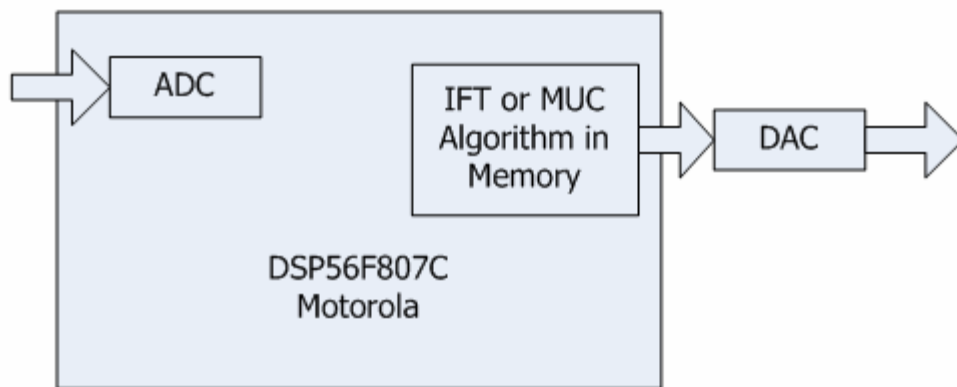 ADC
IFT or MUC
Algorithm in
Memory
DAC
DSP56F807C
Motorola